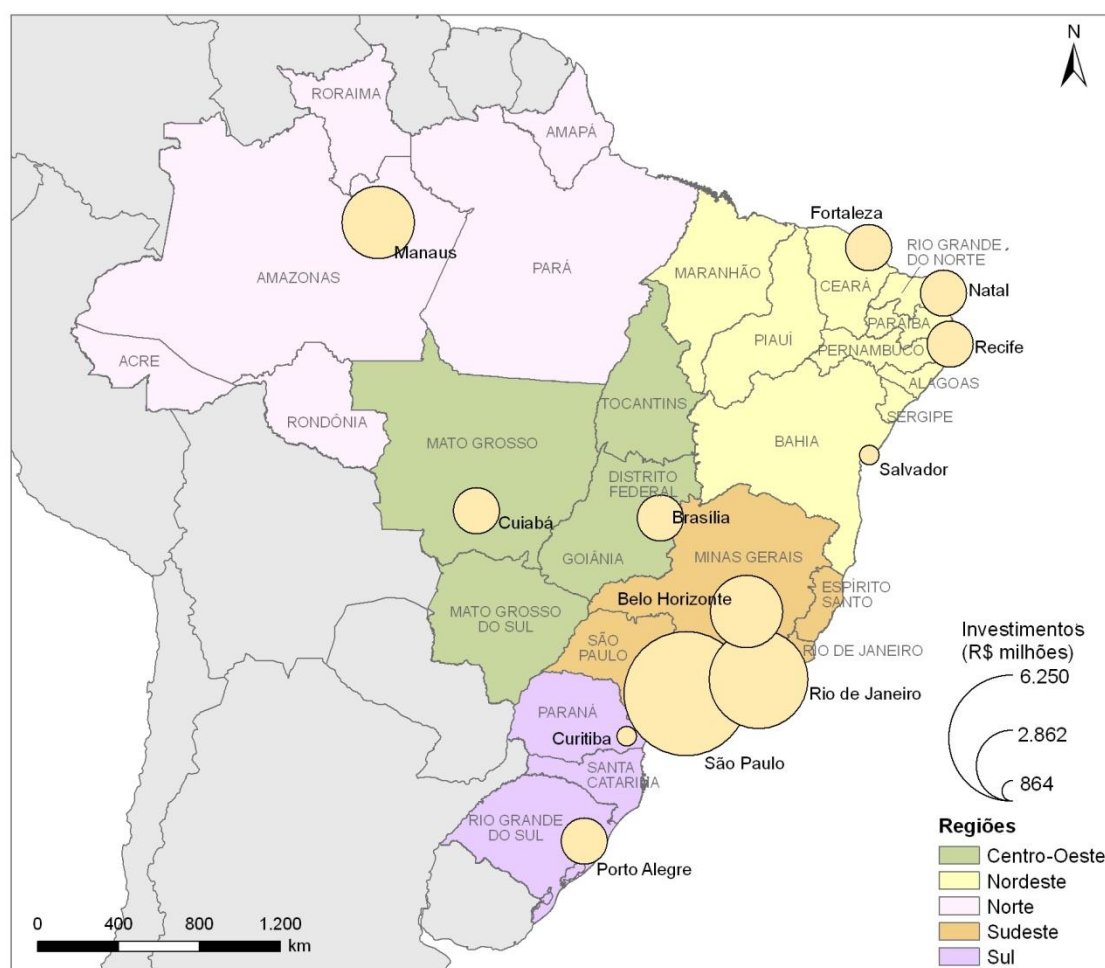 N
RORAIMA
AMAPÁ
Fortaleza
Manaus
AMAZONAS
PARÁ
MARANHÃO
CEARÁ
RIO GRANDE
DO NORTE
Natal
PARAÍBA
PIAUÍ
PERNAMBUCO
Recife
ACRE
ALAGOAS
TOCANTINS
SERGIPE
RONDÔNIA
MATO GROSSO
BAHIA
Salvador
DISTRITO
FEDERAL
Cuiabá
Brasília
GOIÂNIA
MINAS GERAIS
ESPÍRITO
SANTO
Belo Horizonte
MATO GROSSO
DO SUL
SÃO
PAULO
RIO DE JANEIRO
Rio de Janeiro
PARANÁ
Curitiba
São Paulo
SANTA
CATARINA
RIO GRANDE
DO SUL
Porto Alegre
Investimentos
(R$ milhões)
6.250
2.862
864
Regiões
Centro-Oeste
Nordeste
Norte
Sudeste
Sul
0 400 800 1.200
km